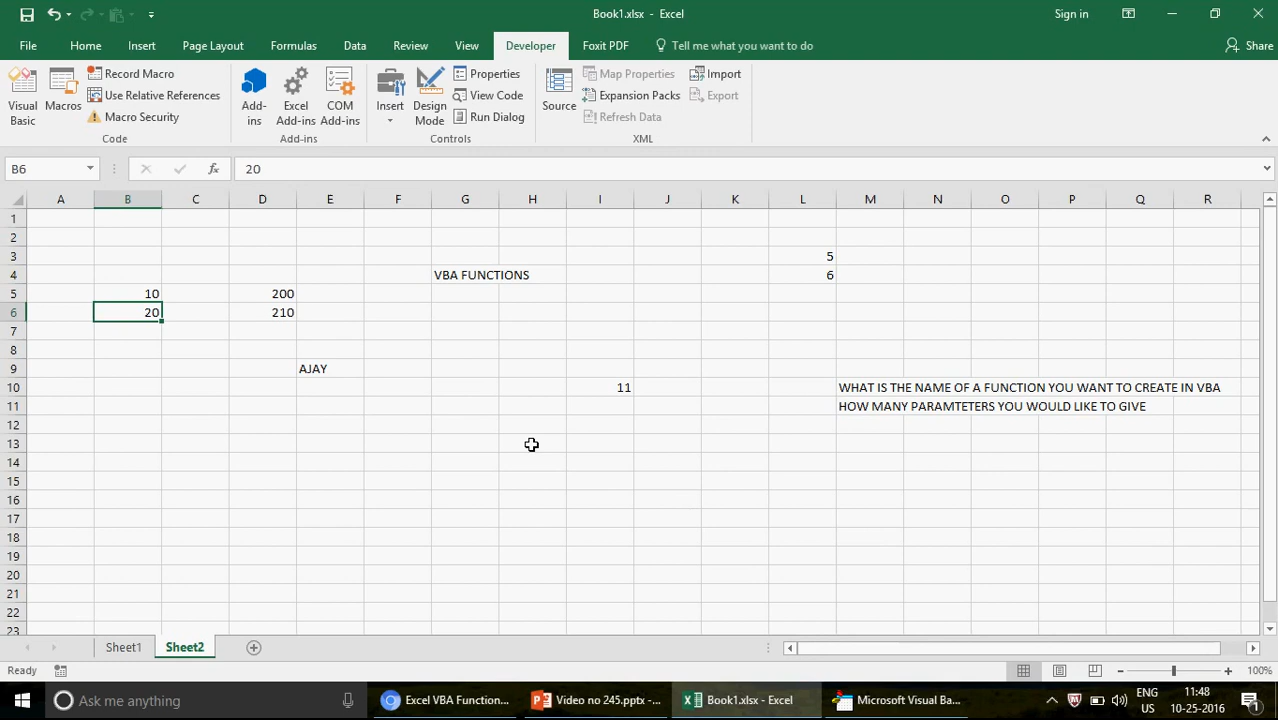 Book1.xlsx - Excel
Sign in
File Home Insert Page Layout Formulas Data Review View Developer Foxit PDF Tell me what you want to do Share
Visual Basic
Macros
Record Macro
Use Relative References
Macro Security
Code
Add-ins
Excel Add-ins
COM Add-ins
Add-ins
Insert
Design Mode
Properties
View Code
Run Dialog
Controls
Source
Map Properties
Expansion Packs
Refresh Data
Import
Export
XML
B6 fx 20
A B C D E F G H I J K L M N O P Q R
1
2
3 5
4 VBA FUNCTIONS 6
5 10 200
6 20 210
7
8
9 AJAY
10 11 WHAT IS THE NAME OF A FUNCTION YOU WANT TO CREATE IN VBA
11 HOW MANY PARAMTETERS YOU WOULD LIKE TO GIVE
12
13
14
15
16
17
18
19
20
21
22
23
Sheet1 Sheet2
Ready 100%
Ask me anything
Excel VBA Function...
Video no 245.pptx - ...
Book1.xlsx - Excel
Microsoft Visual Ba...
ENG IN
11:48
10-25-2016
1